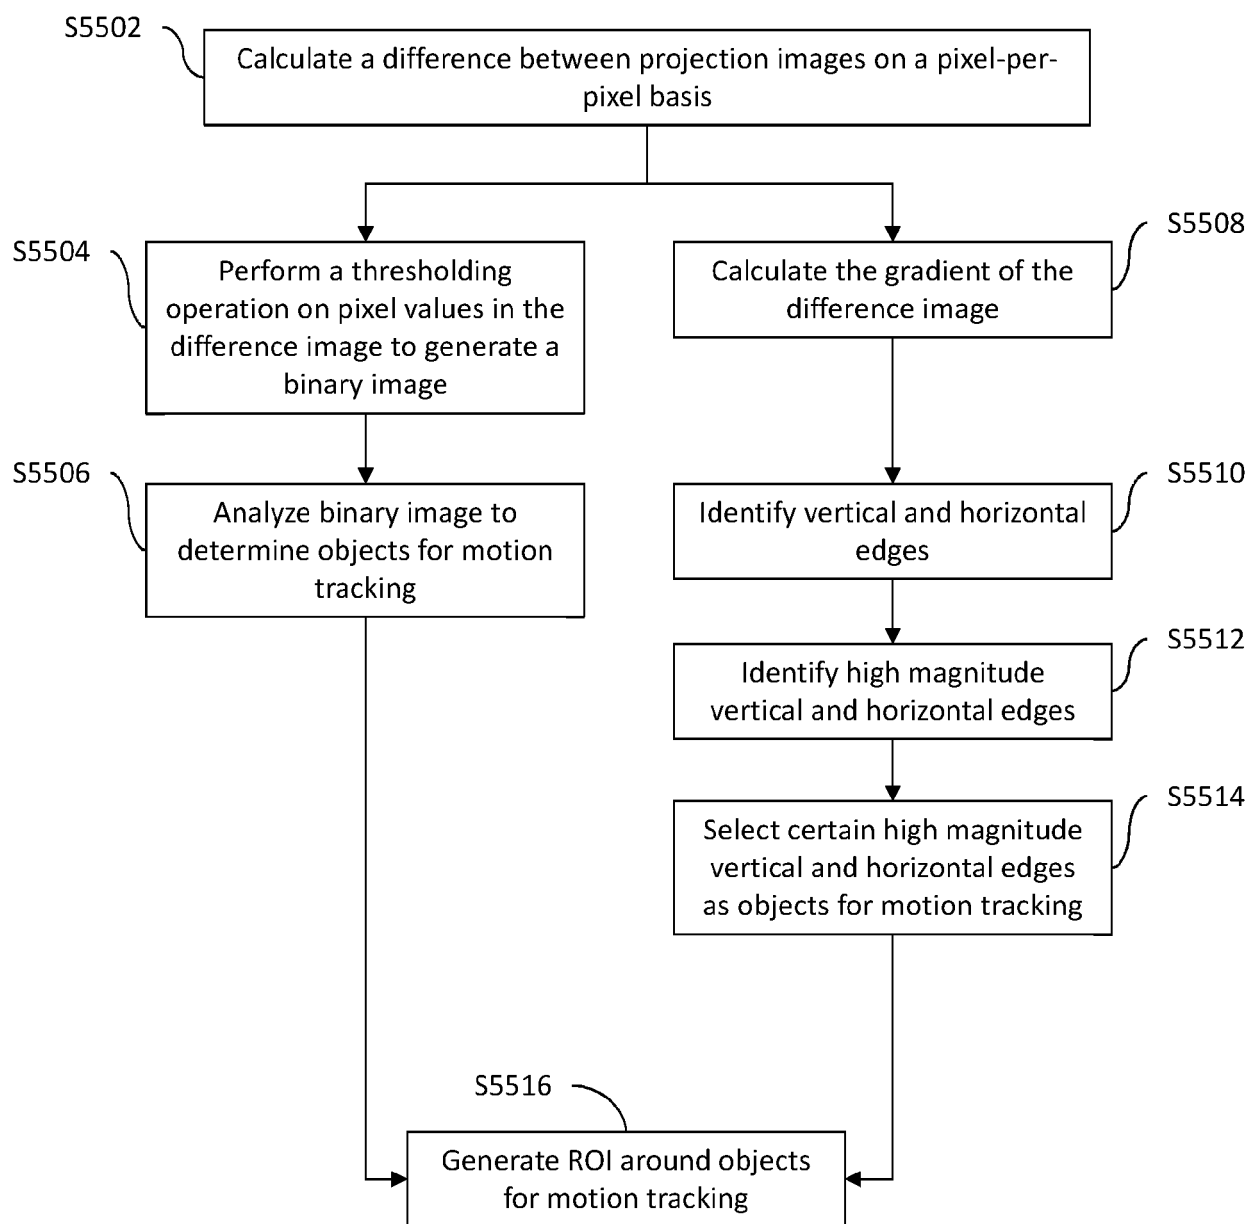 S5502
Calculate a difference between projection images on a pixel-per-
pixel basis
S5504
Perform a thresholding
operation on pixel values in the
difference image to generate a
binary image
S5506
Analyze binary image to
determine objects for motion
tracking
S5508
Calculate the gradient of the
difference image
S5510
Identify vertical and horizontal
edges
S5512
Identify high magnitude
vertical and horizontal edges
S5514
Select certain high magnitude
vertical and horizontal edges
as objects for motion tracking
S5516
Generate ROI around objects
for motion tracking